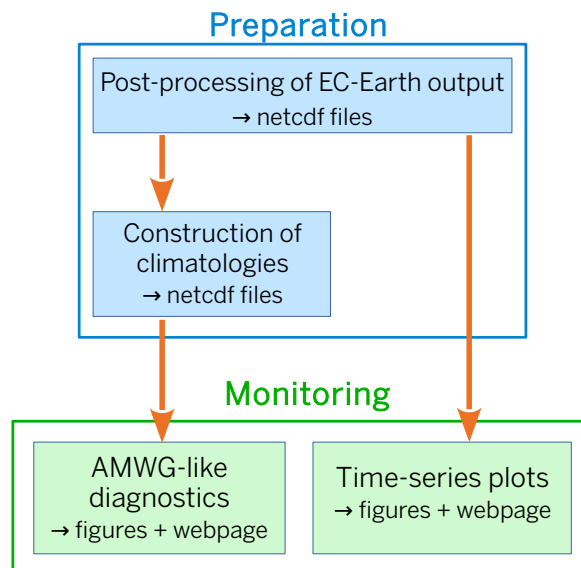 Preparation
Post-processing of EC-Earth output
→ netcdf files
Construction of
climatologies
→ netcdf files
Monitoring
AMWG-like
diagnostics
→ figures + webpage
Time-series plots
→ figures + webpage